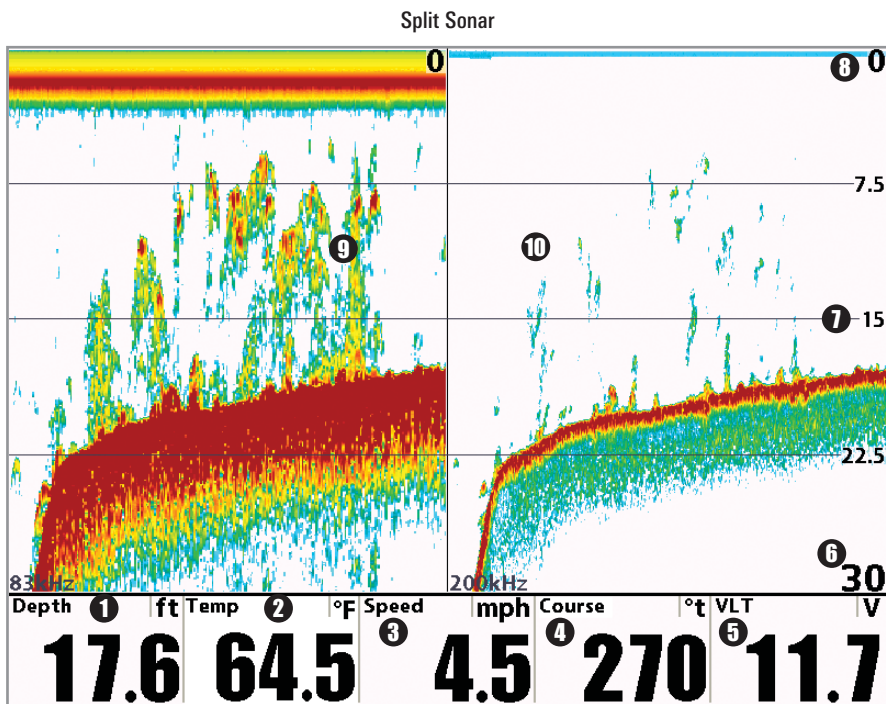 Split Sonar
0
8 0
7.5
9
10
7 15
22.5
6
83kHz
200kHz
30
Depth 1 ft Temp 2 °F Speed 3 mph Course 4 °t VLT 5 V
17.6 64.5 4.5 270 11.7